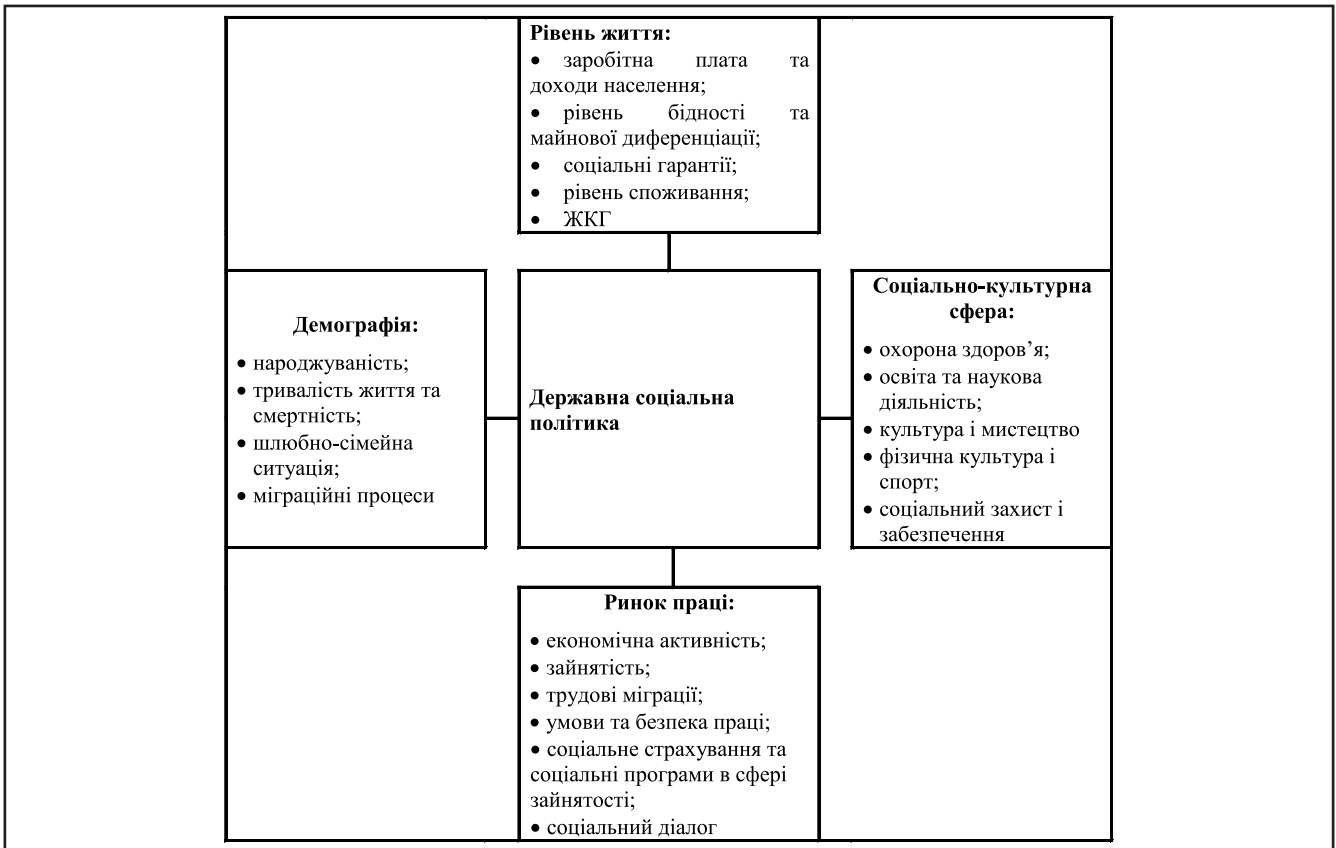 Рівень життя:
• заробітна плата та
доходи населення;
• рівень бідності та
майнової диференціації;
• соціальні гарантії;
• рівень споживання;
• ЖКГ
Демографія:
• народжуваність;
• тривалість життя та
смертність;
• шлюбно-сімейна
ситуація;
• міграційні процеси
Державна соціальна
політика
Соціально-культурна
сфера:
• охорона здоров’я;
• освіта та наукова
діяльність;
• культура і мистецтво
• фізична культура і
спорт;
• соціальний захист і
забезпечення
Ринок праці:
• економічна активність;
• зайнятість;
• трудові міграції;
• умови та безпека праці;
• соціальне страхування та
соціальні програми в сфері
зайнятості;
• соціальний діалог